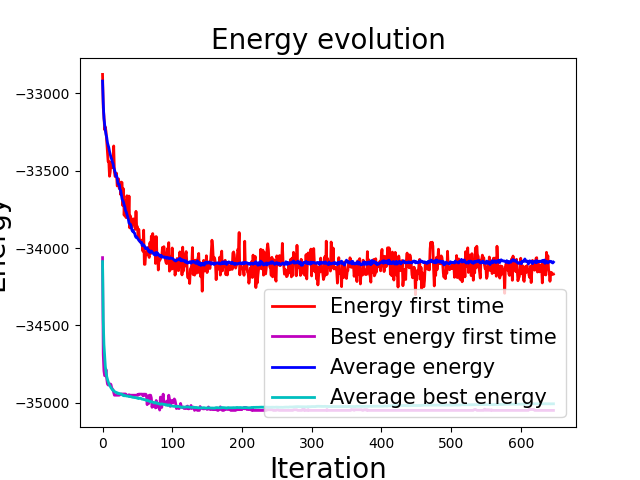 Energy evolution
Energy
−33000
−33500
−34000
−34500
−35000
Energy first time
Best energy first time
Average energy
Average best energy
0 100 200 300 400 500 600
Iteration